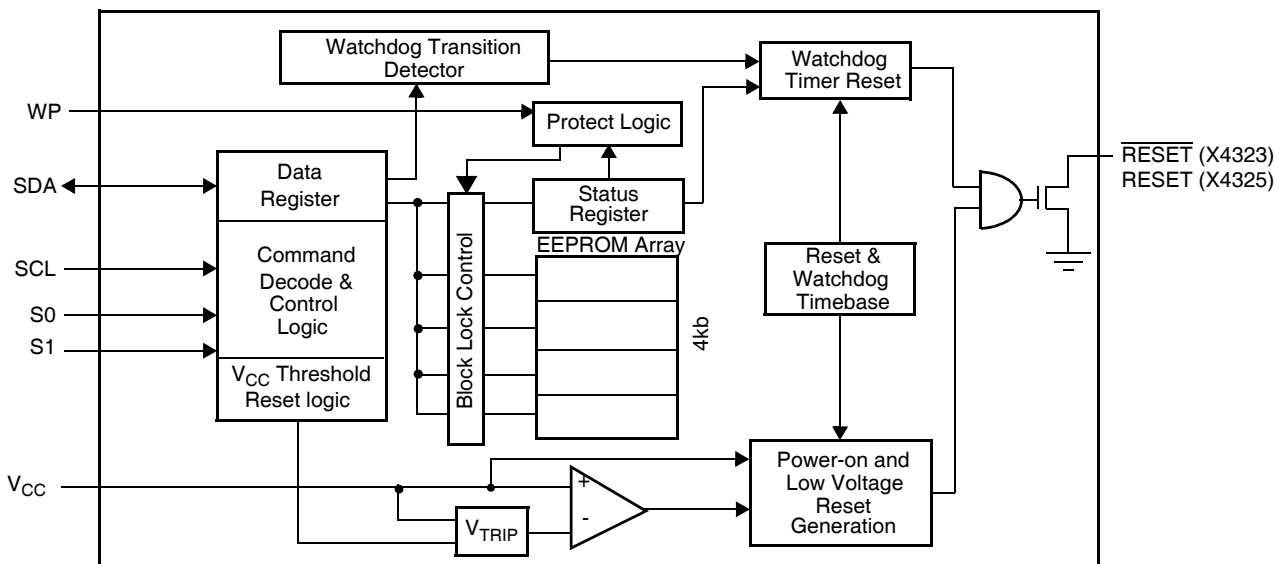 Watchdog Transition
Detector
Watchdog
Timer Reset
WP
Protect Logic
RESET (X4323)
RESET (X4325)
SDA
Data
Register
Status
Register
EEPROM Array
SCL
Command
Decode &
Control
Logic
S0
S1
Block Lock Control
4kb
Reset &
Watchdog
Timebase
VCC Threshold
Reset logic
VCC
+
-
VTRIP
Power-on and
Low Voltage
Reset
Generation